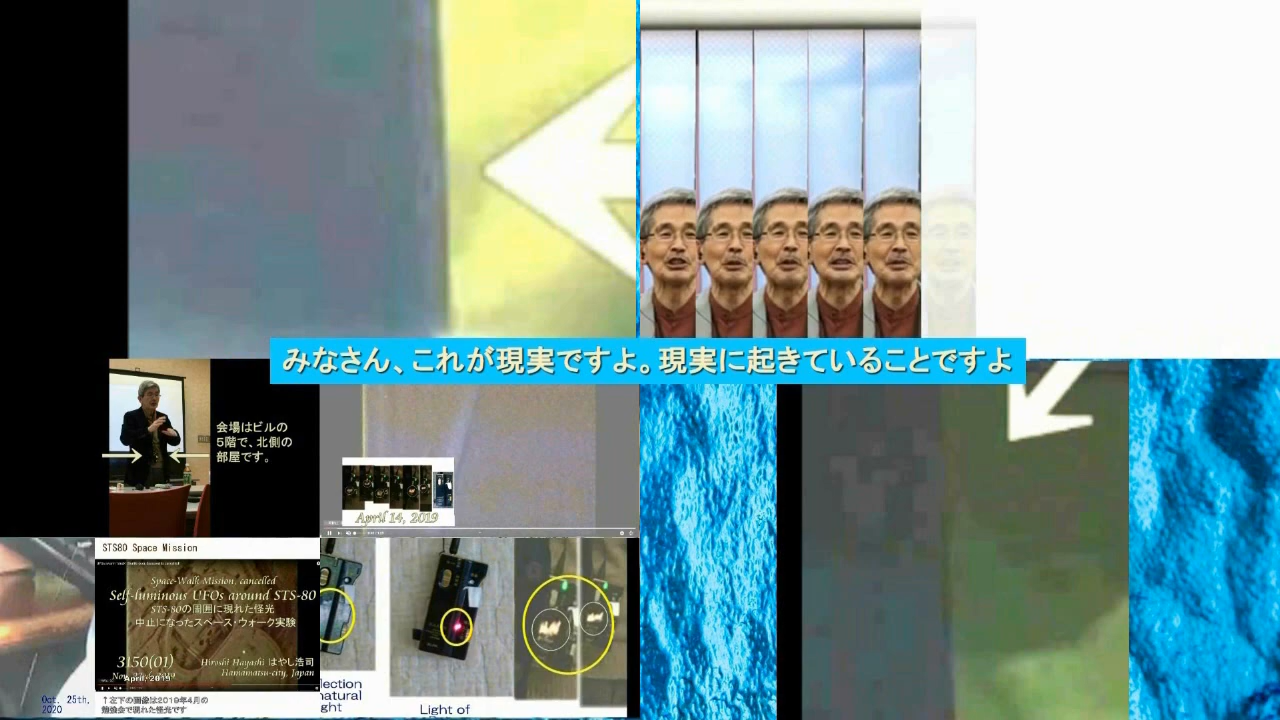 みなさん、これが現実ですよ。現実に起きていることですよ
会場はビルの
5階で、北側の
部屋です。
April 14, 2019
STS80 Space Mission
Space-Walk Mission, cancelled
Self-luminous UFOs around STS-80
STS-80の周囲に現れた怪光
中止になったスペース・ウォーク実験
3150(01)
Hiroshi Hayashi はやし浩司
Hamamatsu-city, Japan
April 2019
Oct. 25th,
2020
↑左下の画像は2019年4月の
勉強会で現れた怪光です
lection
natural
ght
Light of